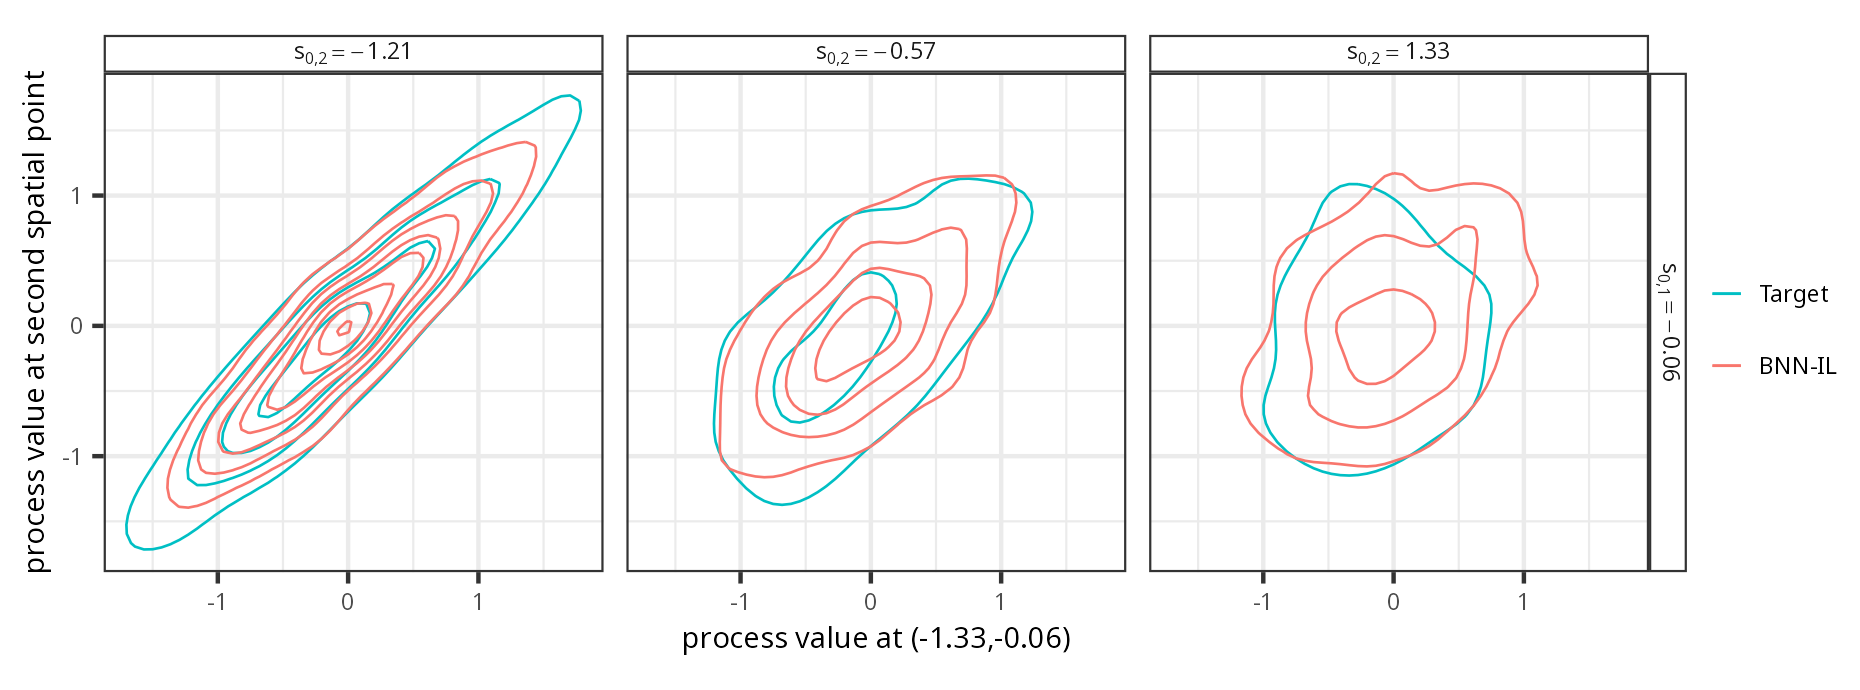 s0,2 = −1.21
s0,2 = −0.57
s0,2 = 1.33
process value at second spatial point
1
0
-1
s0,1 = −0.06
Target
BNN-IL
-1 0 1
-1 0 1
-1 0 1
process value at (-1.33,-0.06)